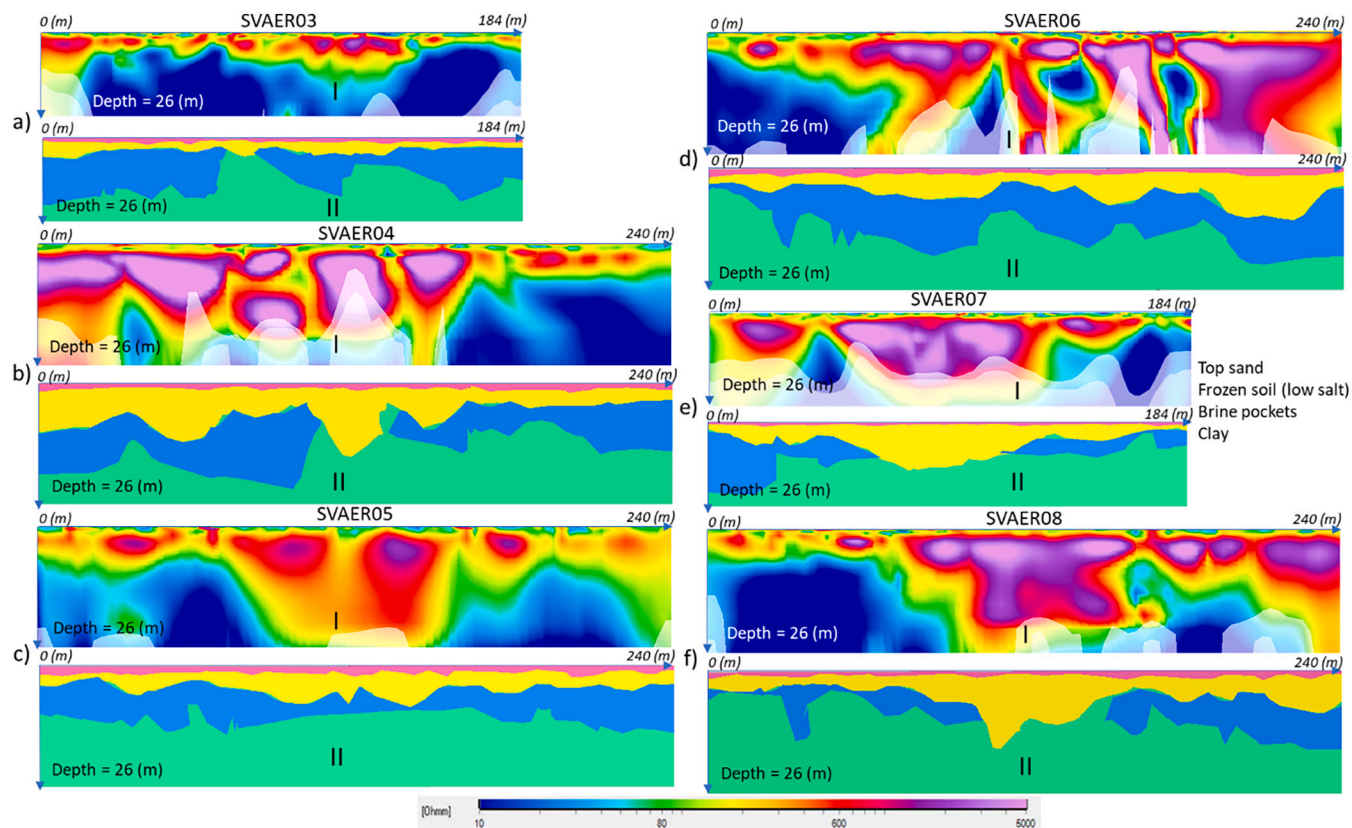 0 (m) SVAER03 184 (m)
I
Depth = 26 (m)
a)
0 (m) 184 (m)
Depth = 26 (m)
II
0 (m) SVAER04 240 (m)
I
Depth = 26 (m)
b)
0 (m) 240 (m)
Depth = 26 (m)
II
0 (m) SVAER05 240 (m)
I
Depth = 26 (m)
c)
0 (m) 240 (m)
II
Depth = 26 (m)
0 (m) SVAER06 240 (m)
Depth = 26 (m)
I
d)
0 (m) 240 (m)
Depth = 26 (m)
II
0 (m) SVAER07 184 (m)
Depth = 26 (m)
I
e)
0 (m) 184 (m)
Depth = 26 (m)
II
Top sand
Frozen soil (low salt)
Brine pockets
Clay
0 (m) SVAER08 240 (m)
Depth = 26 (m)
I
f)
0 (m) 240 (m)
Depth = 26 (m)
II
[Ohmm]
10 80 600 5000